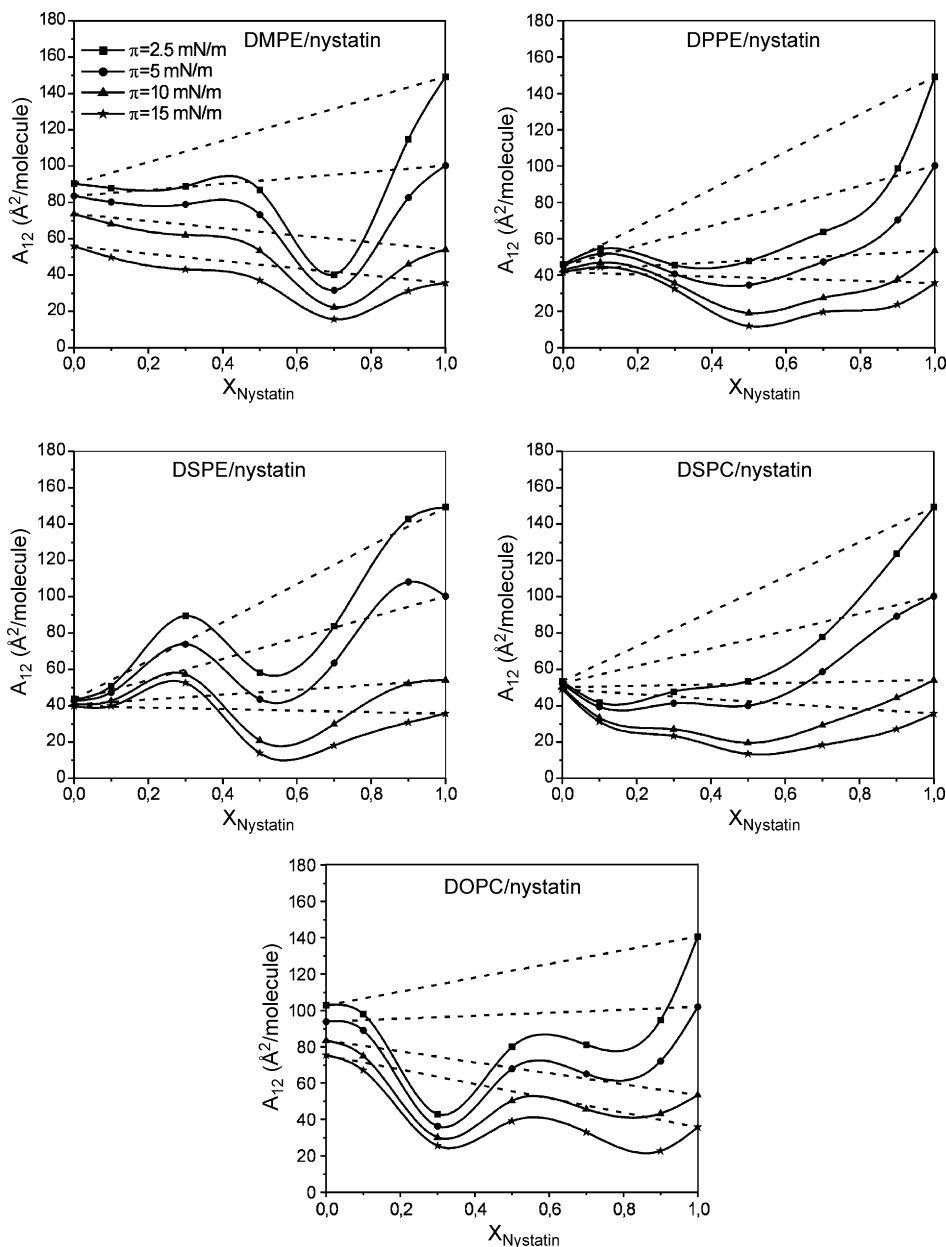 DMPE/nystatin
π=2.5 mN/m
π=5 mN/m
π=10 mN/m
π=15 mN/m
A12 (Å2/molecule)
180
160
140
120
100
80
60
40
20
0
0,0 0,2 0,4 0,6 0,8 1,0
XNystatin
DPPE/nystatin
A12 (Å2/molecule)
180
160
140
120
100
80
60
40
20
0
0,0 0,2 0,4 0,6 0,8 1,0
XNystatin
DSPE/nystatin
A12 (Å2/molecule)
180
160
140
120
100
80
60
40
20
0
0,0 0,2 0,4 0,6 0,8 1,0
XNystatin
DSPC/nystatin
A12 (Å2/molecule)
180
160
140
120
100
80
60
40
20
0
0,0 0,2 0,4 0,6 0,8 1,0
XNystatin
DOPC/nystatin
A12 (Å2/molecule)
180
160
140
120
100
80
60
40
20
0
0,0 0,2 0,4 0,6 0,8 1,0
XNystatin